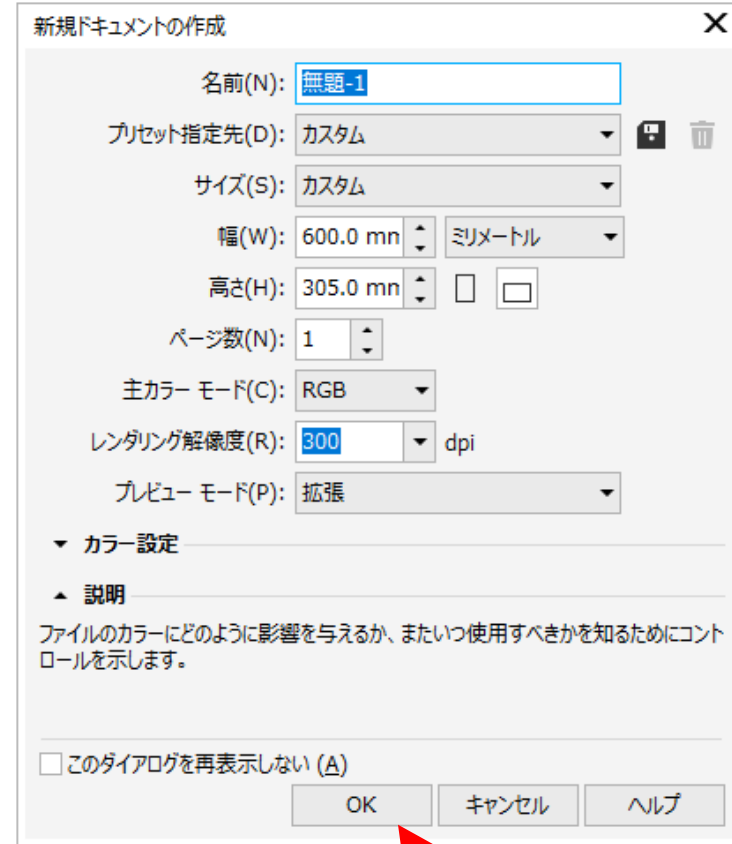 新規ドキュメントの作成
名前(N): 無題-1
プリセット指定先(D): カスタム
サイズ(S): カスタム
幅(W): 600.0 mm ミリメートル
高さ(H): 305.0 mm
ページ数(N): 1
主カラー モード(C): RGB
レンダリング解像度(R): 300 dpi
プレビュー モード(P): 拡張
カラー設定
説明
ファイルのカラーにどのように影響を与えるか、またいつ使用すべきかを知るためにコント
ロールを示します。
このダイアログを再表示しない (A)
OK キャンセル ヘルプ